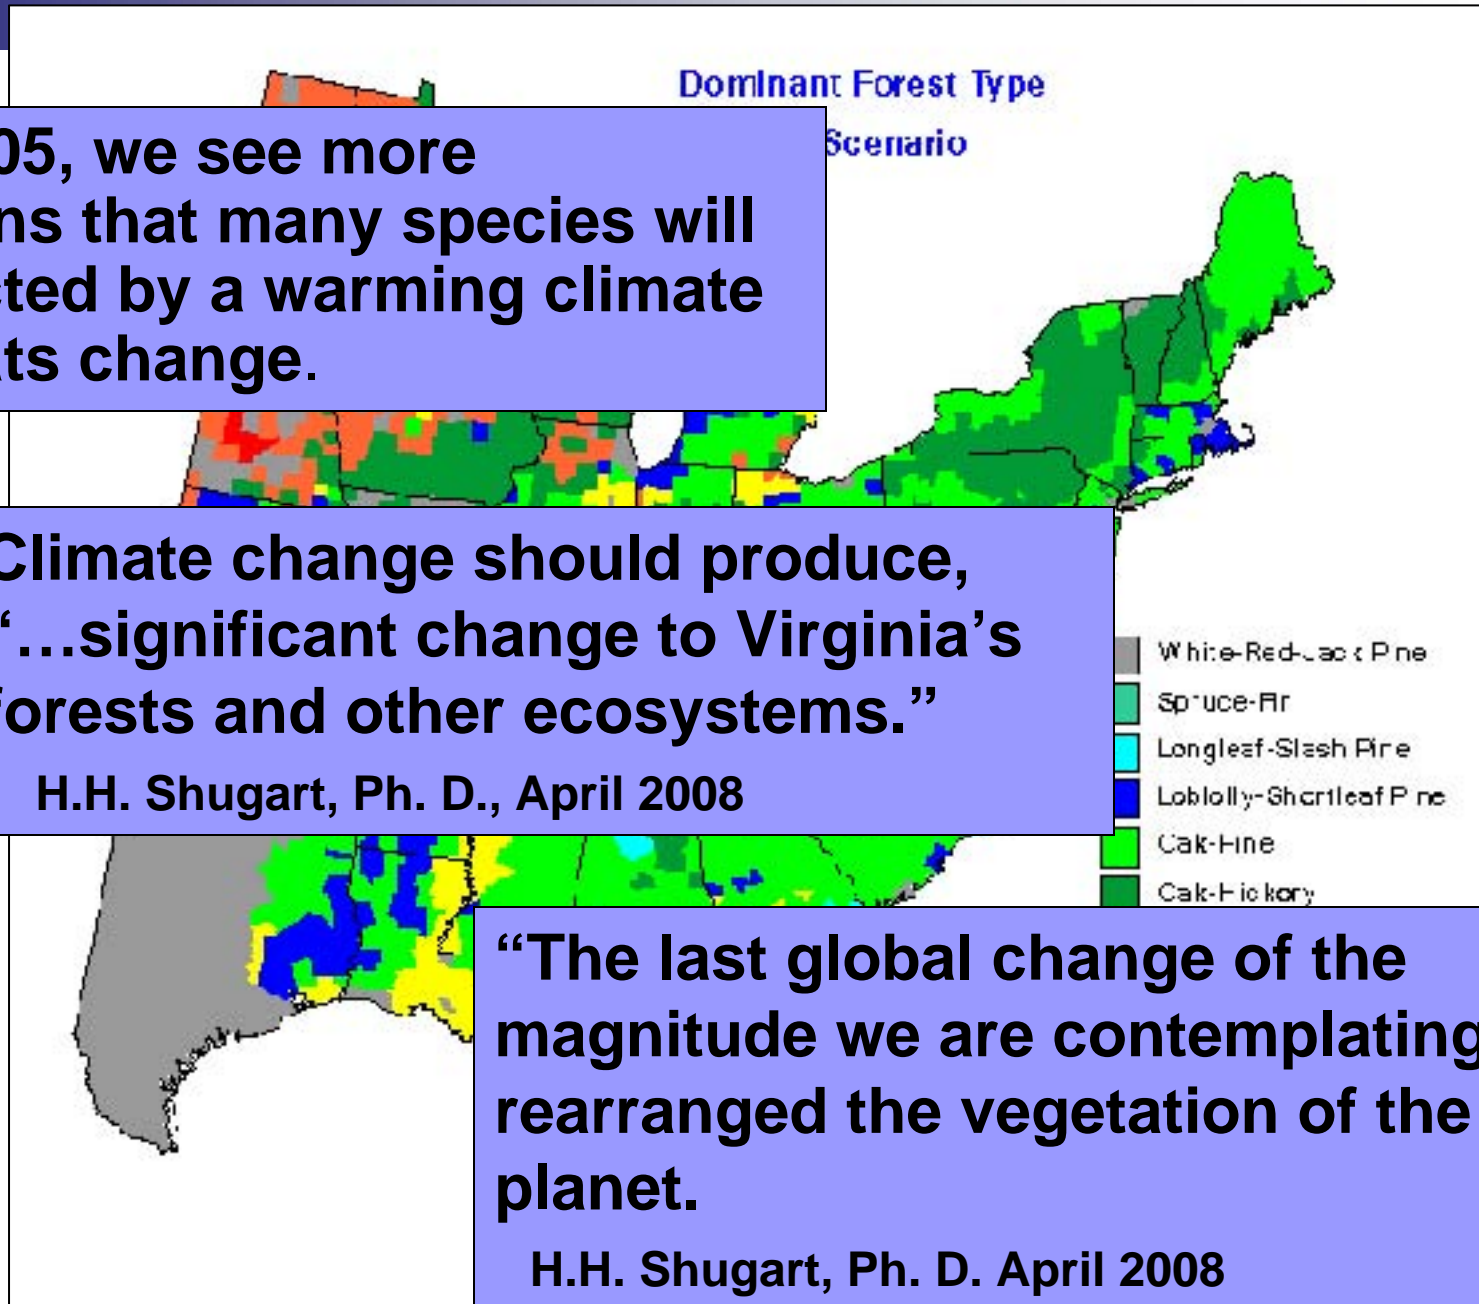 Dominant Forest Type
Scenario
05, we see more
ns that many species will
cted by a warming climate
ats change.
Climate change should produce,
“…significant change to Virginia’s
forests and other ecosystems.”
H.H. Shugart, Ph. D., April 2008
White-Red-Jack Pine
Spruce-Fir
Longleaf-Slash Pine
Loblolly-Shortleaf Pine
Oak-Pine
Oak-Hickory
“The last global change of the
magnitude we are contemplating
rearranged the vegetation of the
planet.
H.H. Shugart, Ph. D. April 2008